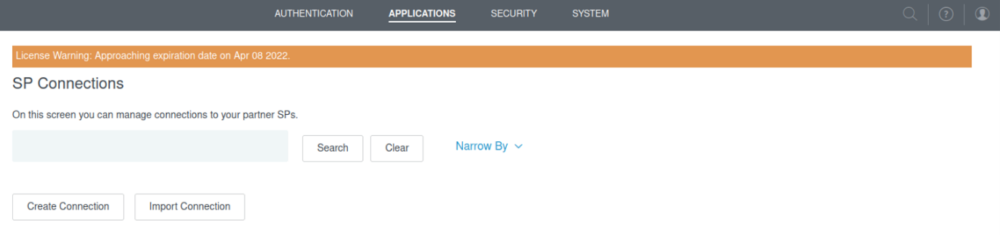 AUTHENTICATION APPLICATIONS SECURITY SYSTEM ?
License Warning: Approaching expiration date on Apr 08 2022.
SP Connections
On this screen you can manage connections to your partner SPs.
Search Clear Narrow By
Create Connection Import Connection